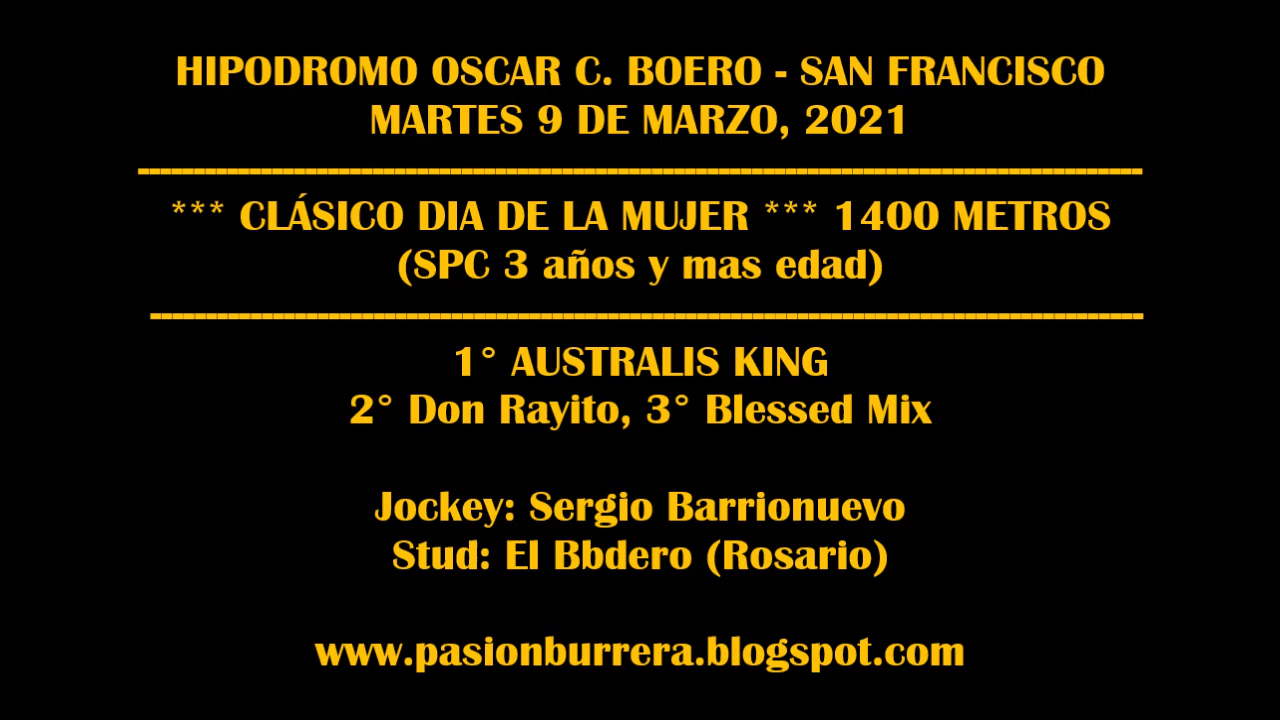 HIPODROMO OSCAR C. BOERO - SAN FRANCISCO
MARTES 9 DE MARZO, 2021
*** CLÁSICO DIA DE LA MUJER *** 1400 METROS
(SPC 3 años y mas edad)
1° AUSTRALIS KING
2° Don Rayito, 3° Blessed Mix
Jockey: Sergio Barrionuevo
Stud: El Bbdero (Rosario)
www.pasionburrera.blogspot.com